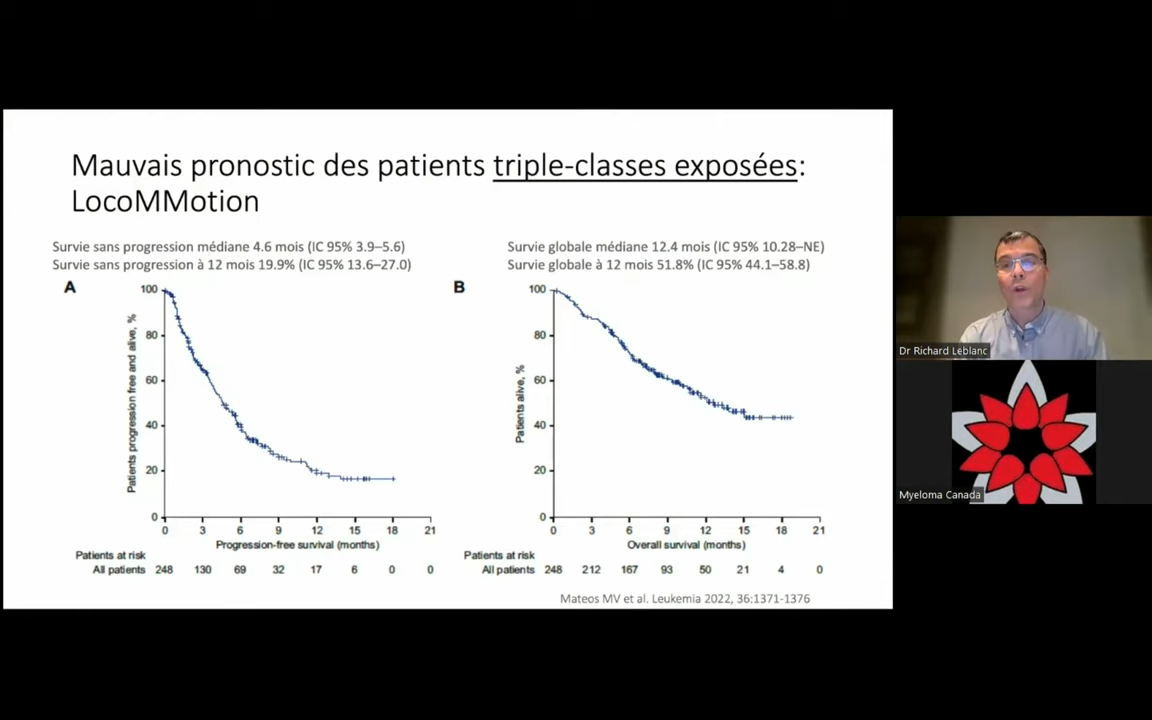 Mauvais pronostic des patients triple-classes exposées:
LocoMMotion
Survie sans progression médiane 4.6 mois (IC 95% 3.9–5.6)
Survie sans progression à 12 mois 19.9% (IC 95% 13.6–27.0)
Survie globale médiane 12.4 mois (IC 95% 10.28–NE)
Survie globale à 12 mois 51.8% (IC 95% 44.1–58.8)
A
Patients progression free and alive, %
100
80
60
40
20
0
0 3 6 9 12 15 18 21
Progression-free survival (months)
Patients at risk
All patients 248 130 69 32 17 6 0 0
B
Patients alive, %
100
80
60
40
20
0
0 3 6 9 12 15 18 21
Overall survival (months)
Patients at risk
All patients 248 212 167 93 50 21 4 0
Mateos MV et al. Leukemia 2022, 36:1371-1376
Dr Richard Leblanc
Myeloma Canada